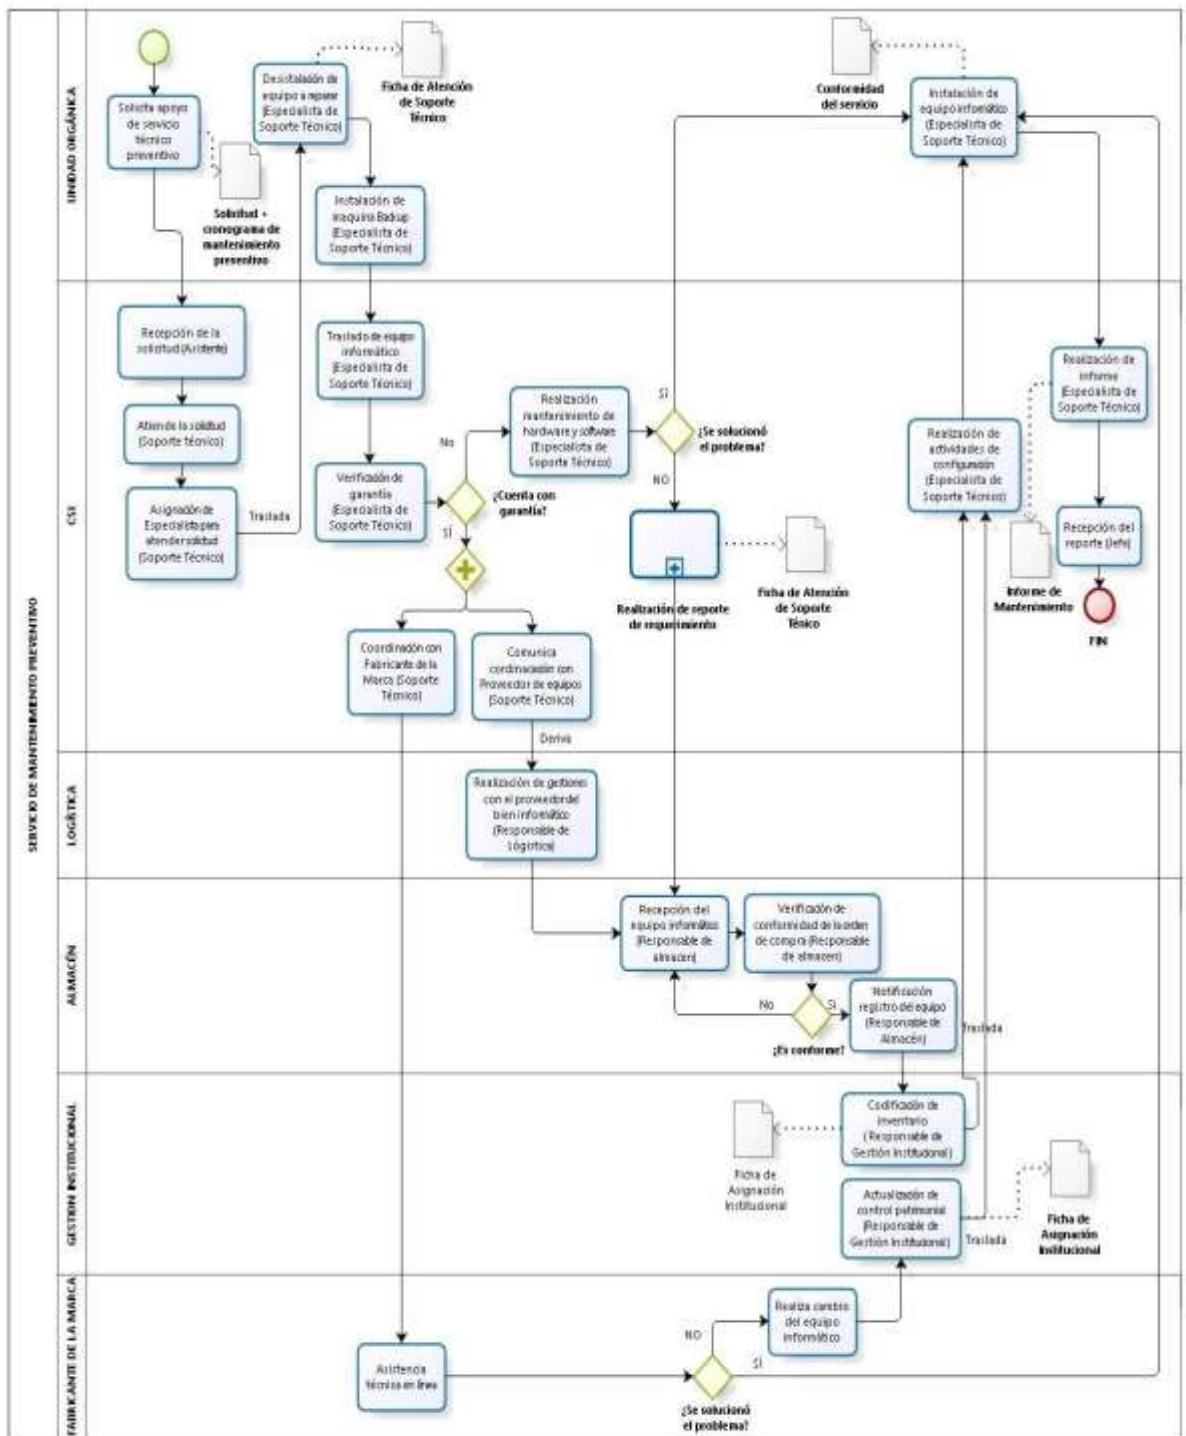 SERVICIO DE MANTENIMIENTO PREVENTIVO
UNIDAD ORGÁNICA
Solicita apoyo
de servicio
técnico
preventivo
Solicitud +
cronograma de
mantenimiento
preventivo
Desistalación de
equipo a reparar
(Especialista de
Soporte Técnico)
Ficha de Atención
de Soporte
Técnico
Instalación de
maquina Backup
(Especialista de
Soporte Técnico)
Conformidad
del servicio
Instalación de
equipo informático
(Especialista de
Soporte Técnico)
Recepción de la
solicitud (Asistente)
Atiende la solidtud
(Soporte técnico)
Asignación de
Especialista para
atender solicitud
(Soporte Técnico)
Traslada
Traslado de equipo
informático
(Especialista de
Soporte Técnico)
Verificación de
garantía
(Especialista de
Soporte Técnico)
No
¿Cuenta con
garantía?
SÍ
Realización
mantenimiento de
hardware y software
(Especialista de
Soporte Técnico)
SÍ
¿Se solucionó
el problema?
NO
Realización de reporte
de requerimiento
Ficha de Atención
de Soporte
Ténico
Realización de
actividades de
configuración
(Especialista de
Soporte Técnico)
Realización de
informe
(Especialista de
Soporte Técnico)
Recepción del
reporte (Jefe)
Informe de
Mantenimiento
FIN
Coordinación con
Fabricante de la
Marca (Soporte
Técnico)
Comunica
Proveedor de equipos
(Soporte Técnico)
Deriva
LOGÍSTICA
Realización de gestiones
con el proveedor del
bien informático
(Responsable de
Lógistica)
ALMACÉN
Recepción del
equipo informático
(Responsable de
almacen)
Verificación de
conformidad de la orden
de compra (Responsable
de almacen)
No
Si
¿Es conforme?
Notificación
registro del equipo
(Responsable de
Almacén)
Traslada
GESTION INSTITUCIONAL
Codificación de
inventario
( Responsable de
Gestión Institucional)
Ficha de
Asignación
Institucional
Actualización de
control patrimonial
(Responsable de
Gestión Institucional)
Traslada
Ficha de
Asignación
Institucional
FABRICANTE DE LA MARCA
Asistencia
técnica en línea
NO
SÍ
¿Se solucionó
el problema?
Realiza cambio
del equipo
informático